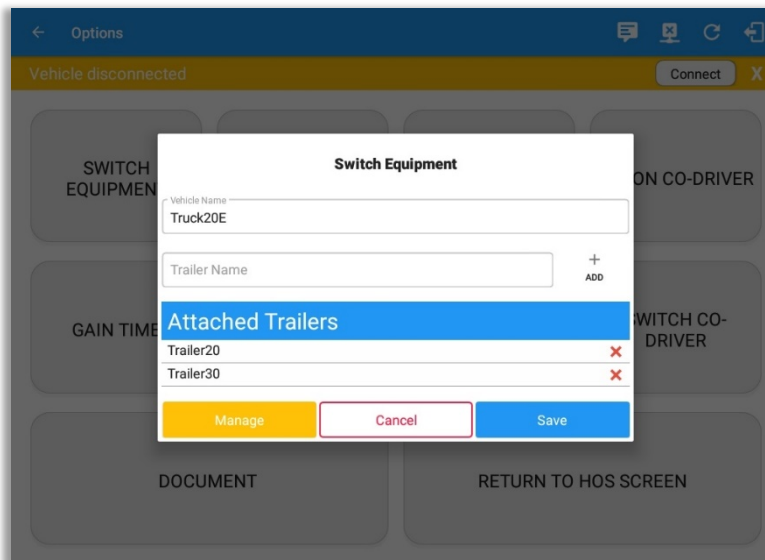 Options
Vehicle disconnected
Connect
X
SWITCH
EQUIPMEN
ON CO-DRIVER
Switch Equipment
Vehicle Name
Truck20E
Trailer Name
+
ADD
Attached Trailers
Trailer20
Trailer30
GAIN TIME
WITCH CO-
DRIVER
Manage
Cancel
Save
DOCUMENT
RETURN TO HOS SCREEN